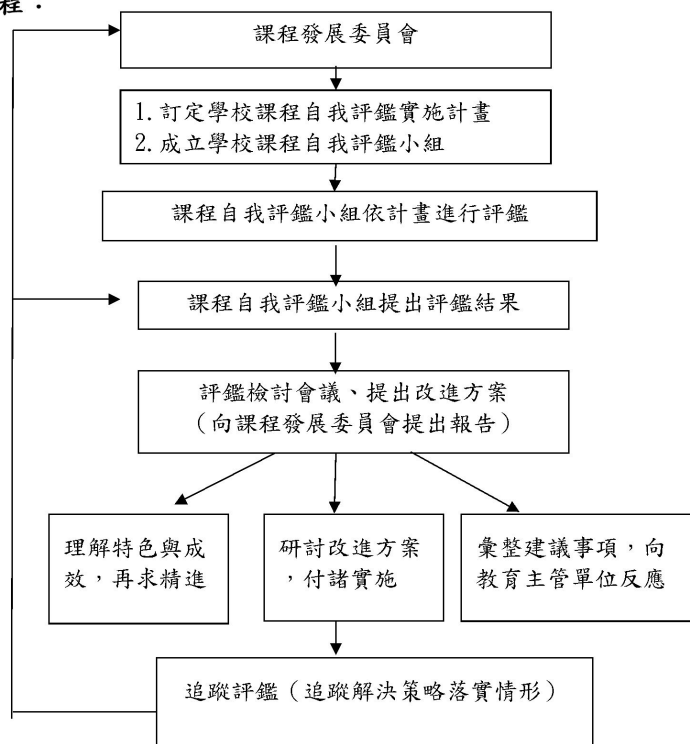 程：
課程發展委員會
1.訂定學校課程自我評鑑實施計畫
2.成立學校課程自我評鑑小組
課程自我評鑑小組依計畫進行評鑑
課程自我評鑑小組提出評鑑結果
評鑑檢討會議、提出改進方案
（向課程發展委員會提出報告）
理解特色與成
效，再求精進
研討改進方案
，付諸實施
彙整建議事項，向
教育主管單位反應
追蹤評鑑（追蹤解決策略落實情形）